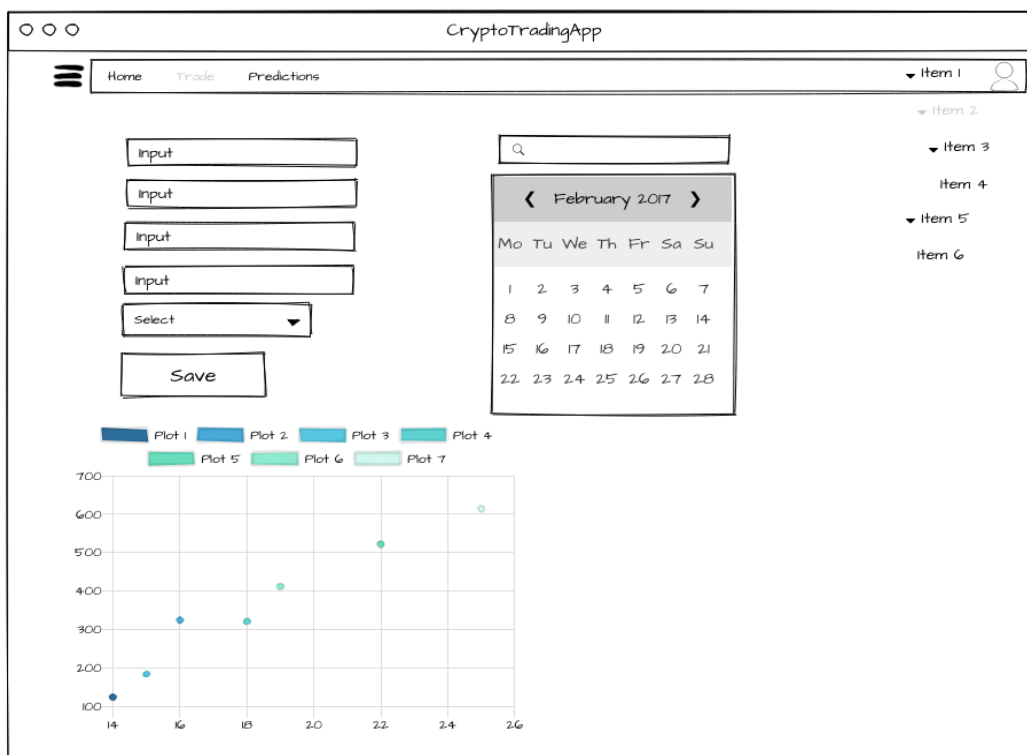 CryptoTradingApp
Home Trade Predictions Item 1
Item 2
Item 3
Item 4
Item 5
Item 6
Input
Input
Input
Input
Select
Save
February 2017
Mo Tu We Th Fr Sa Su
1 2 3 4 5 6 7
8 9 10 11 12 13 14
15 16 17 18 19 20 21
22 23 24 25 26 27 28
Plot 1 Plot 2 Plot 3 Plot 4
Plot 5 Plot 6 Plot 7
700
600
500
400
300
200
100
14 16 18 20 22 24 26